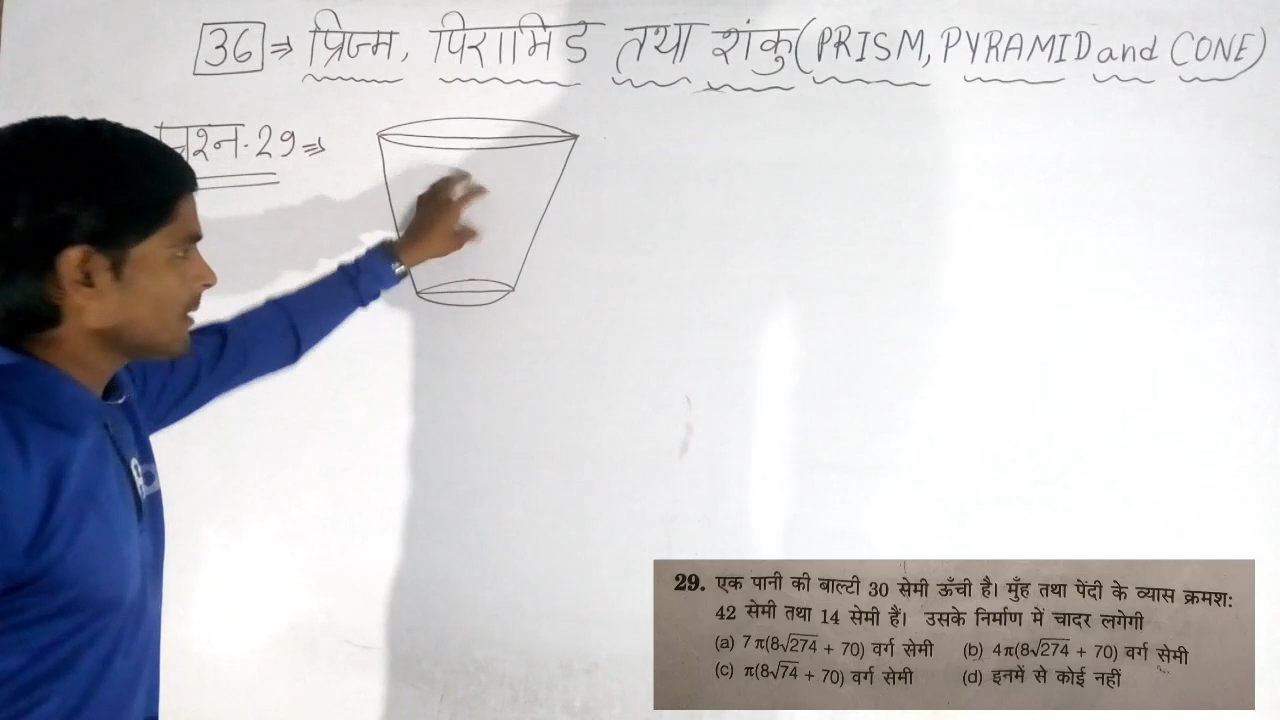 36 ⇒ प्रिज्म, पिरामिड तथा शंकु (PRISM, PYRAMID and CONE)
प्रश्न.29⇒
29. एक पानी की बाल्टी 30 सेमी ऊँची है। मुँह तथा पेंदी के व्यास क्रमश:
42 सेमी तथा 14 सेमी हैं। उसके निर्माण में चादर लगेगी
(a) 7π(8√274 + 70) वर्ग सेमी (b) 4π(8√274 + 70) वर्ग सेमी
(c) π(8√74 + 70) वर्ग सेमी (d) इनमें से कोई नहीं